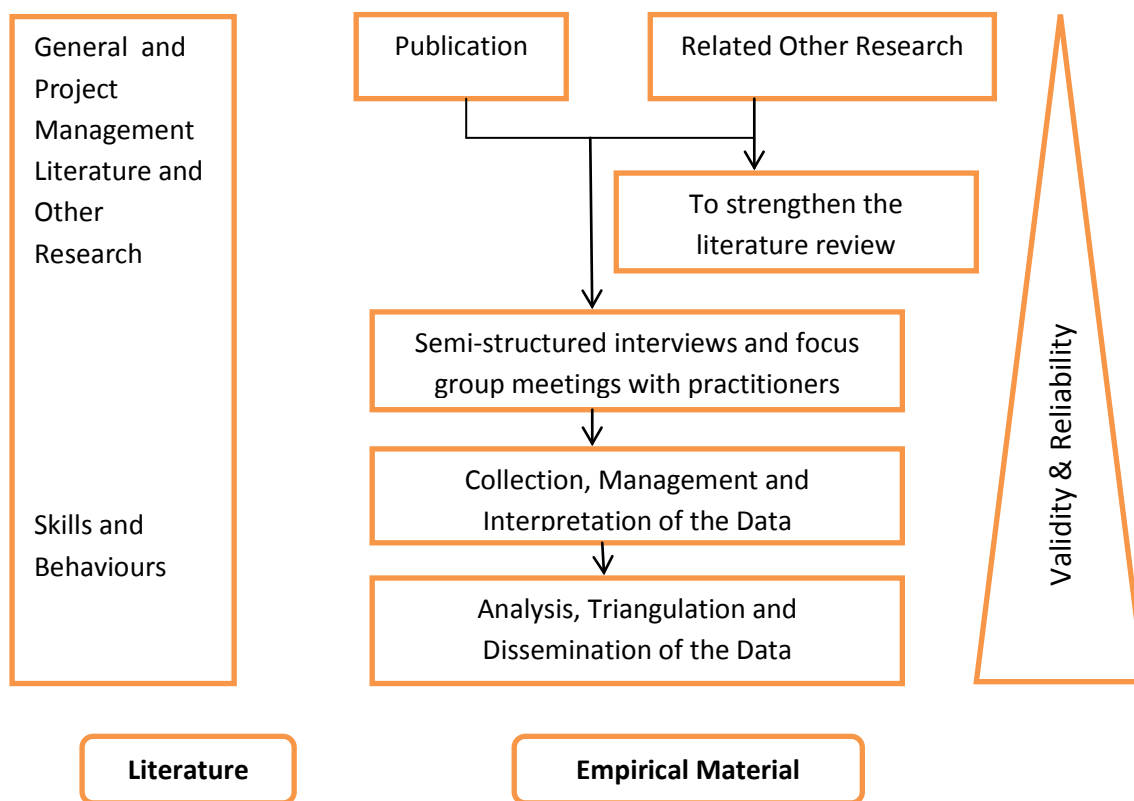 General and
Project
Management
Literature and
Other
Research
Skills and
Behaviours
Publication
Related Other Research
To strengthen the
literature review
Semi-structured interviews and focus
group meetings with practitioners
Collection, Management and
Interpretation of the Data
Analysis, Triangulation and
Dissemination of the Data
Validity & Reliability
Literature
Empirical Material